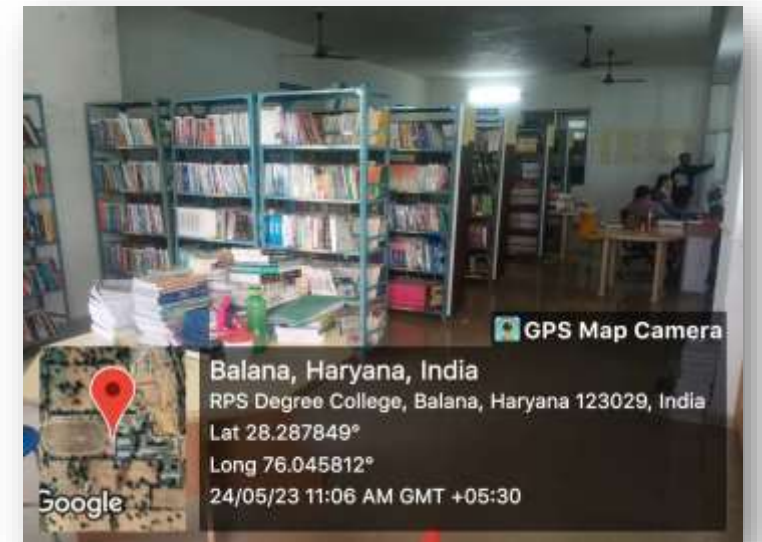 GPS Map Camera
Balana, Haryana, India
RPS Degree College, Balana, Haryana 123029, India
Lat 28.287849°
Long 76.045812°
24/05/23 11:06 AM GMT +05:30
Google